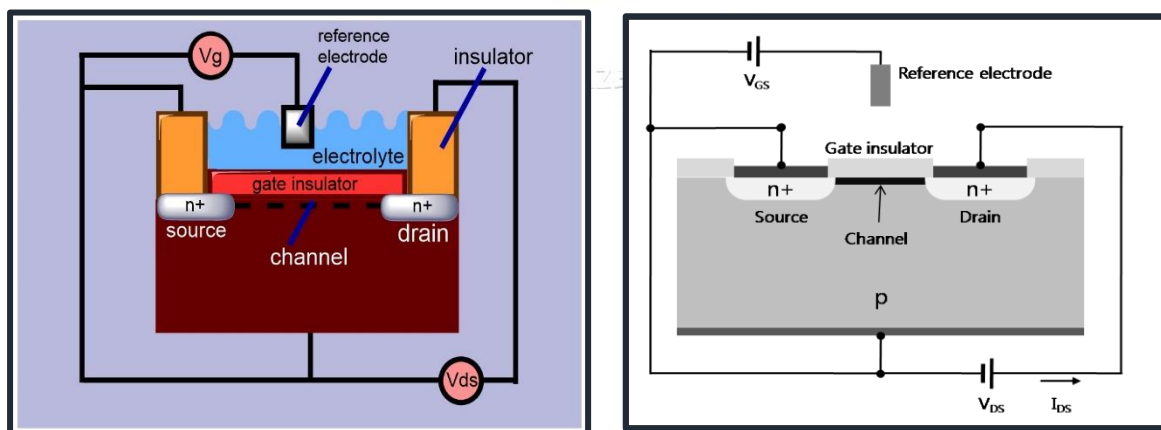 Vg
reference
electrode
insulator
electrolyte
gate insulator
n+
n+
source
drain
channel
Vds
VGS
Reference electrode
Gate insulator
n+
n+
Source
Drain
Channel
p
VDS
IDS